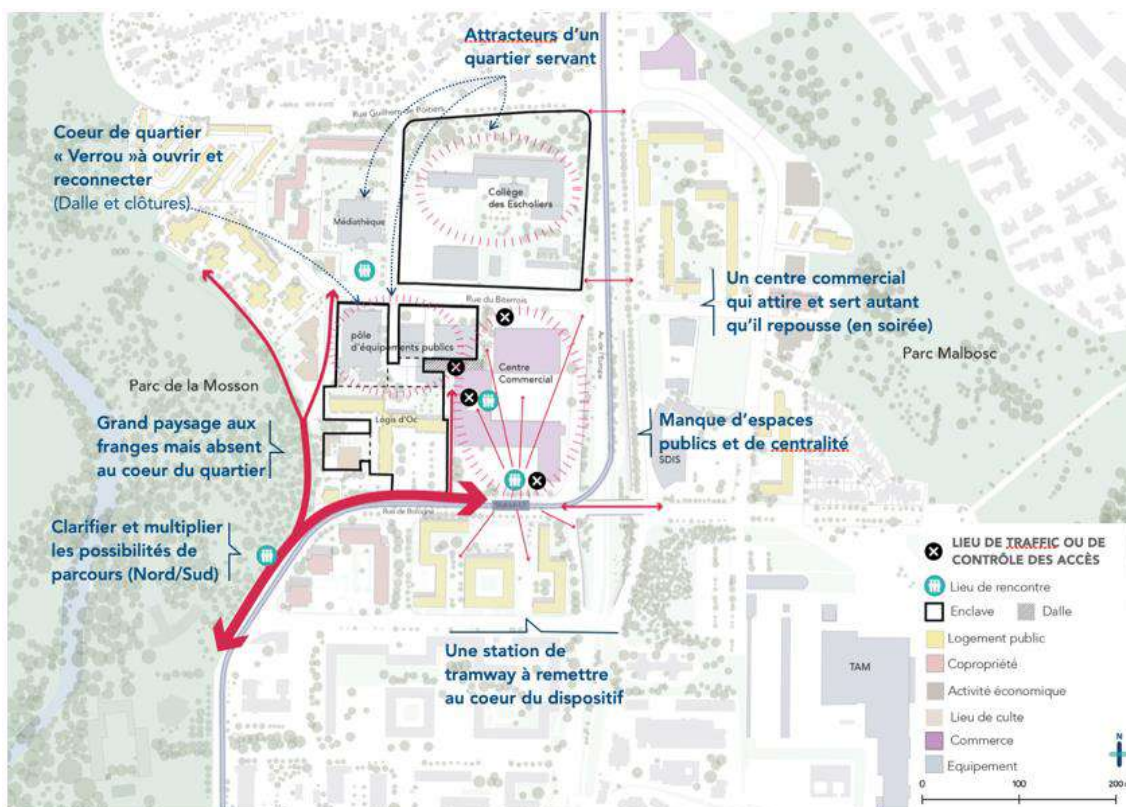 Attracteurs d'un
quartier servant
Rue Guilhem de Poitiers
Coeur de quartier
« Verrou »à ouvrir et
reconnecter
(Dalle et clôtures)
Collège
des Escholiers
Médiathèque
Un centre commercial
qui attire et sert autant
qu'il repousse (en soirée)
Rue du Biterrois
pôle
d'équipements publics
Centre
Commercial
Av. de l'Europe
Parc Malbosc
Parc de la Mosson
Grand paysage aux
franges mais absent
au coeur du quartier
Logis d'Oc
Manque d'espaces
publics et de centralité
SDIS
Rue de Bologne
Clarifier et multiplier
les possibilités de
parcours (Nord/Sud)
Une station de
tramway à remettre
au coeur du dispositif
TAM
LIEU DE TRAFFIC OU DE
CONTRÔLE DES ACCÈS
Lieu de rencontre
Enclave
Dalle
Logement public
Copropriété
Activité économique
Lieu de culte
Commerce
Equipement
N
0 100 200